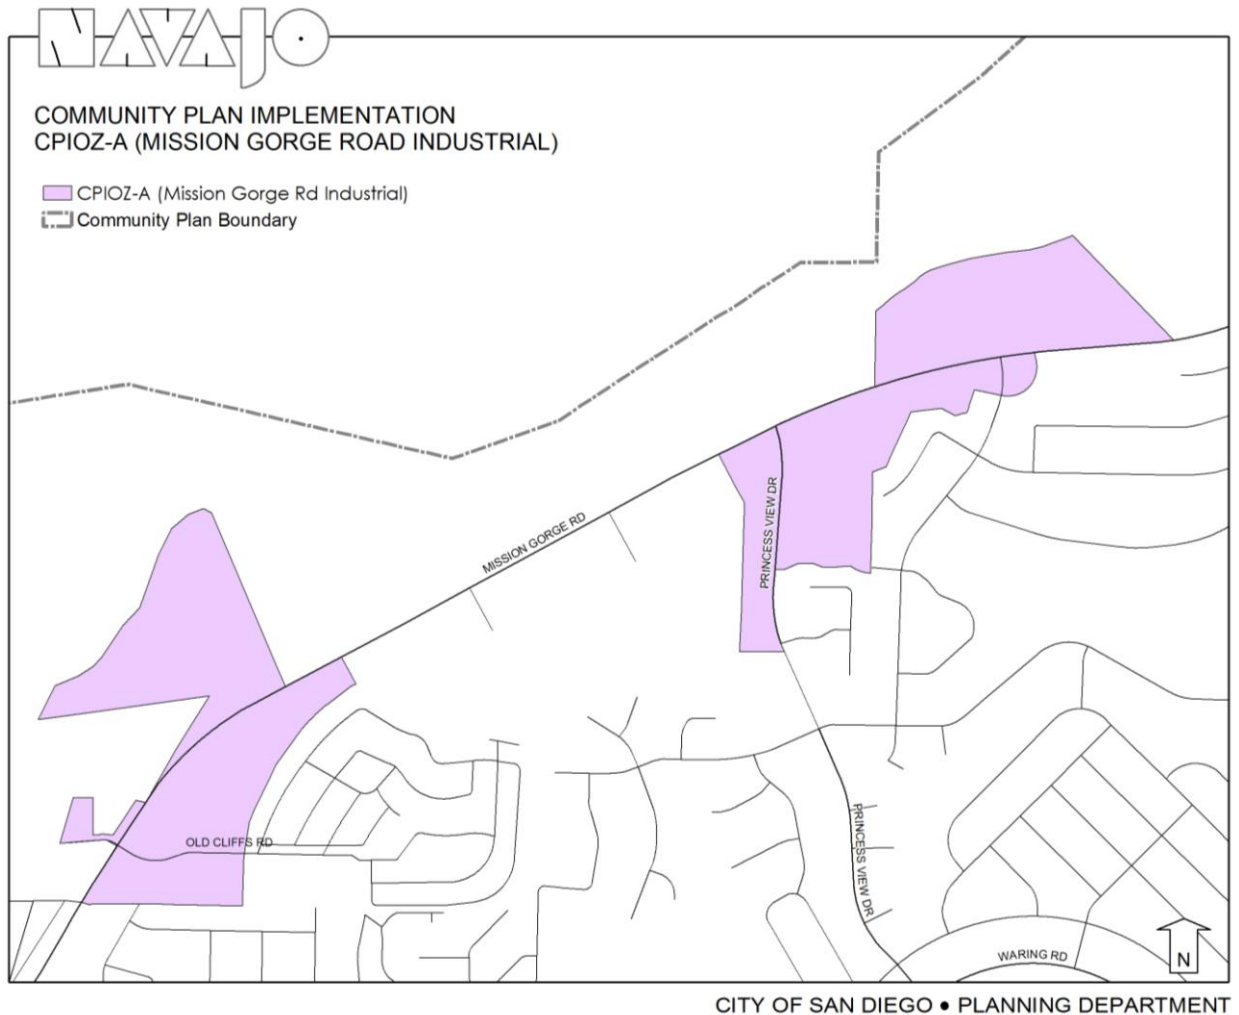 NAVAJO
COMMUNITY PLAN IMPLEMENTATION
CPIOZ-A (MISSION GORGE ROAD INDUSTRIAL)
CPIOZ-A (Mission Gorge Rd Industrial)
Community Plan Boundary
MISSION GORGE RD
PRINCESS VIEW DR
OLD CLIFFS RD
PRINCESS VIEW DR
WARING RD
N
CITY OF SAN DIEGO • PLANNING DEPARTMENT